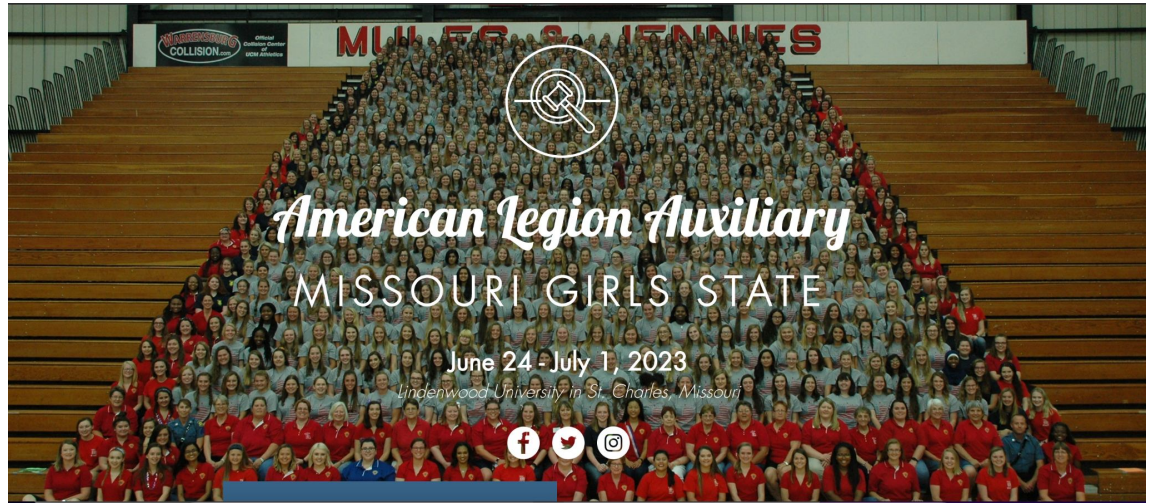 WARRENSBURG
COLLISION.com
Official
Collision Center
of
UCM Athletics
MULES & JENNIES
American Legion Auxiliary
MISSOURI GIRLS STATE
June 24 - July 1, 2023
Lindenwood University in St. Charles, Missouri